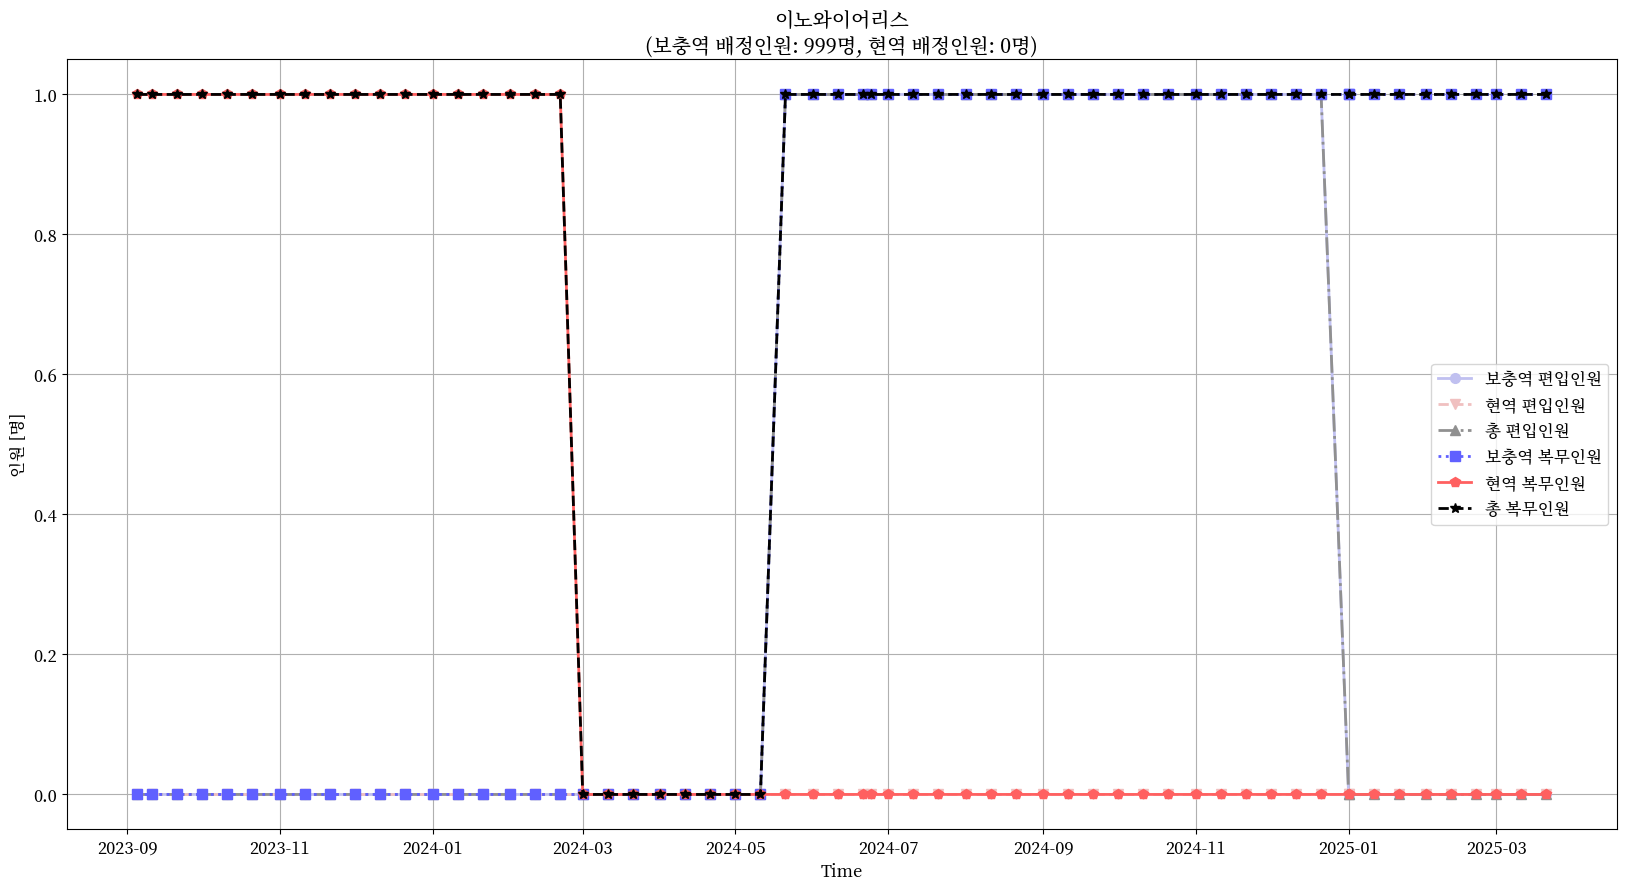 이노와이어리스
(보충역 배정인원: 999명, 현역 배정인원: 0명)
인원 [명]
1.0
0.8
0.6
0.4
0.2
0.0
보충역 편입인원
현역 편입인원
총 편입인원
보충역 복무인원
현역 복무인원
총 복무인원
2023-09
2023-11
2024-01
2024-03
2024-05
2024-07
2024-09
2024-11
2025-01
2025-03
Time